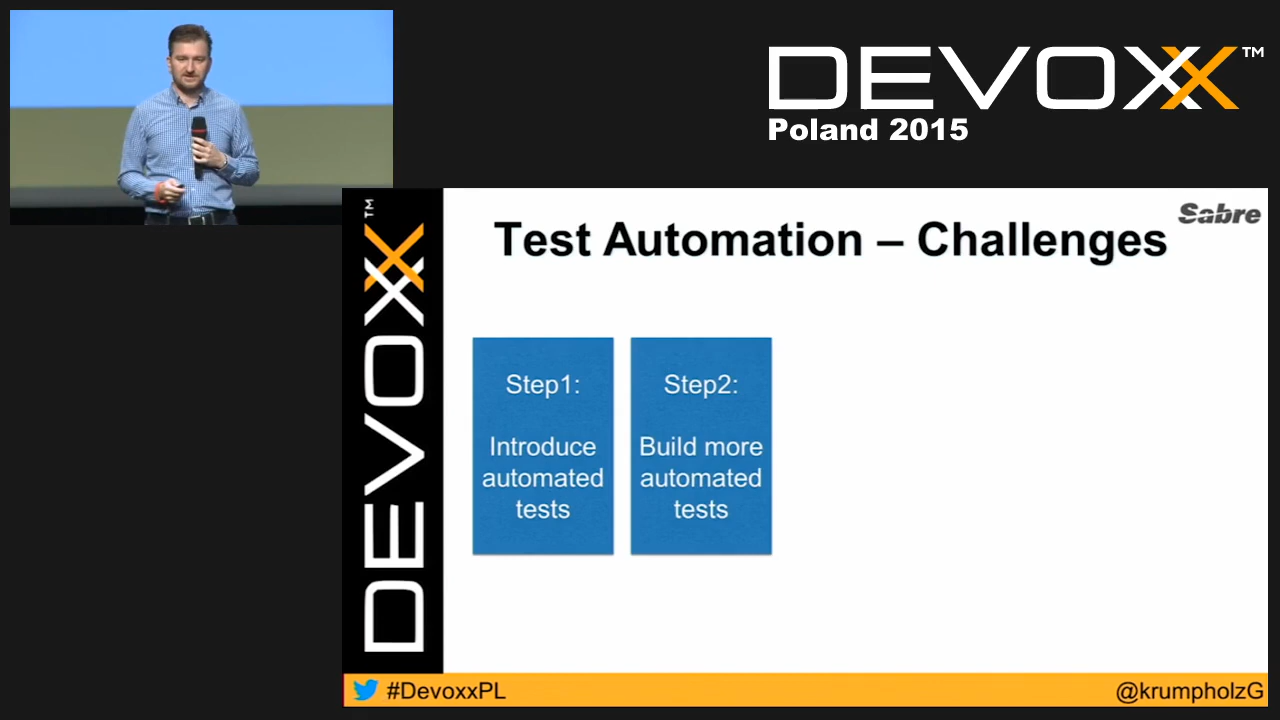 DEVOXX™
Poland 2015
DEVOXX™
Sabre
Test Automation – Challenges
Step1:
Introduce
automated
tests
Step2:
Build more
automated
tests
#DevoxxPL
@krumpholzG